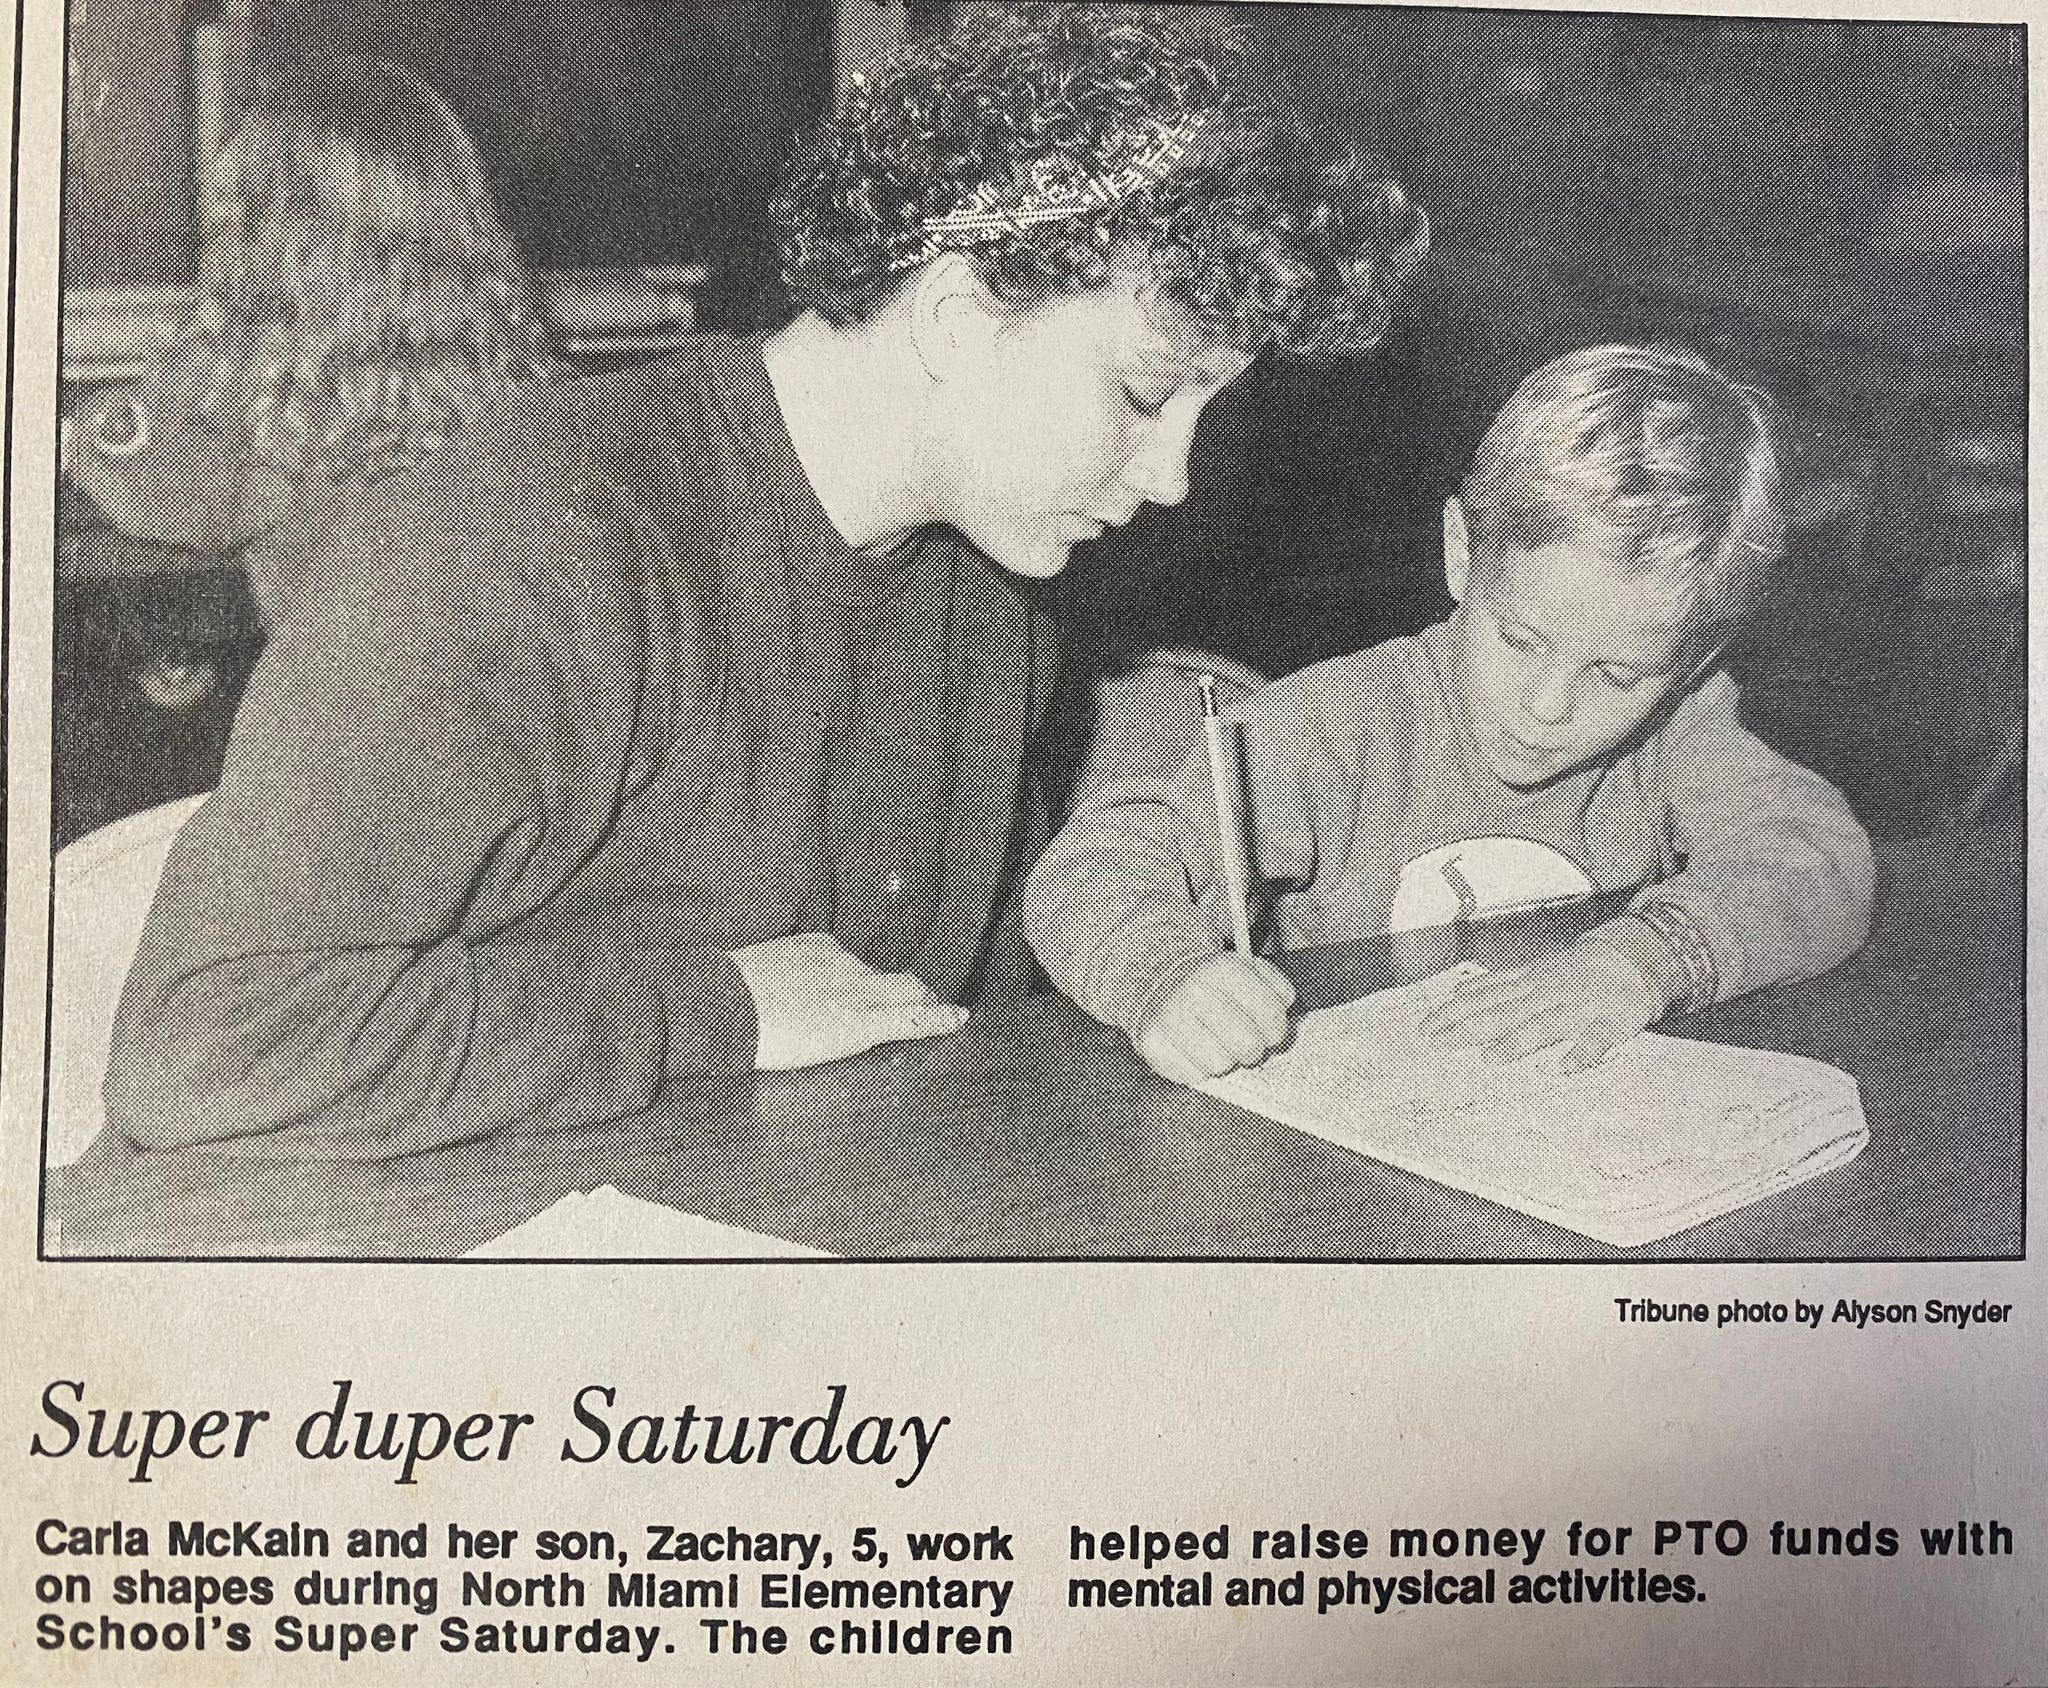 Tribune photo by Alyson Snyder
Super duper Saturday
Carla McKain and her son, Zachary, 5, work
on shapes during North Miami Elementary
School's Super Saturday. The children
helped raise money for PTO funds with
mental and physical activities.